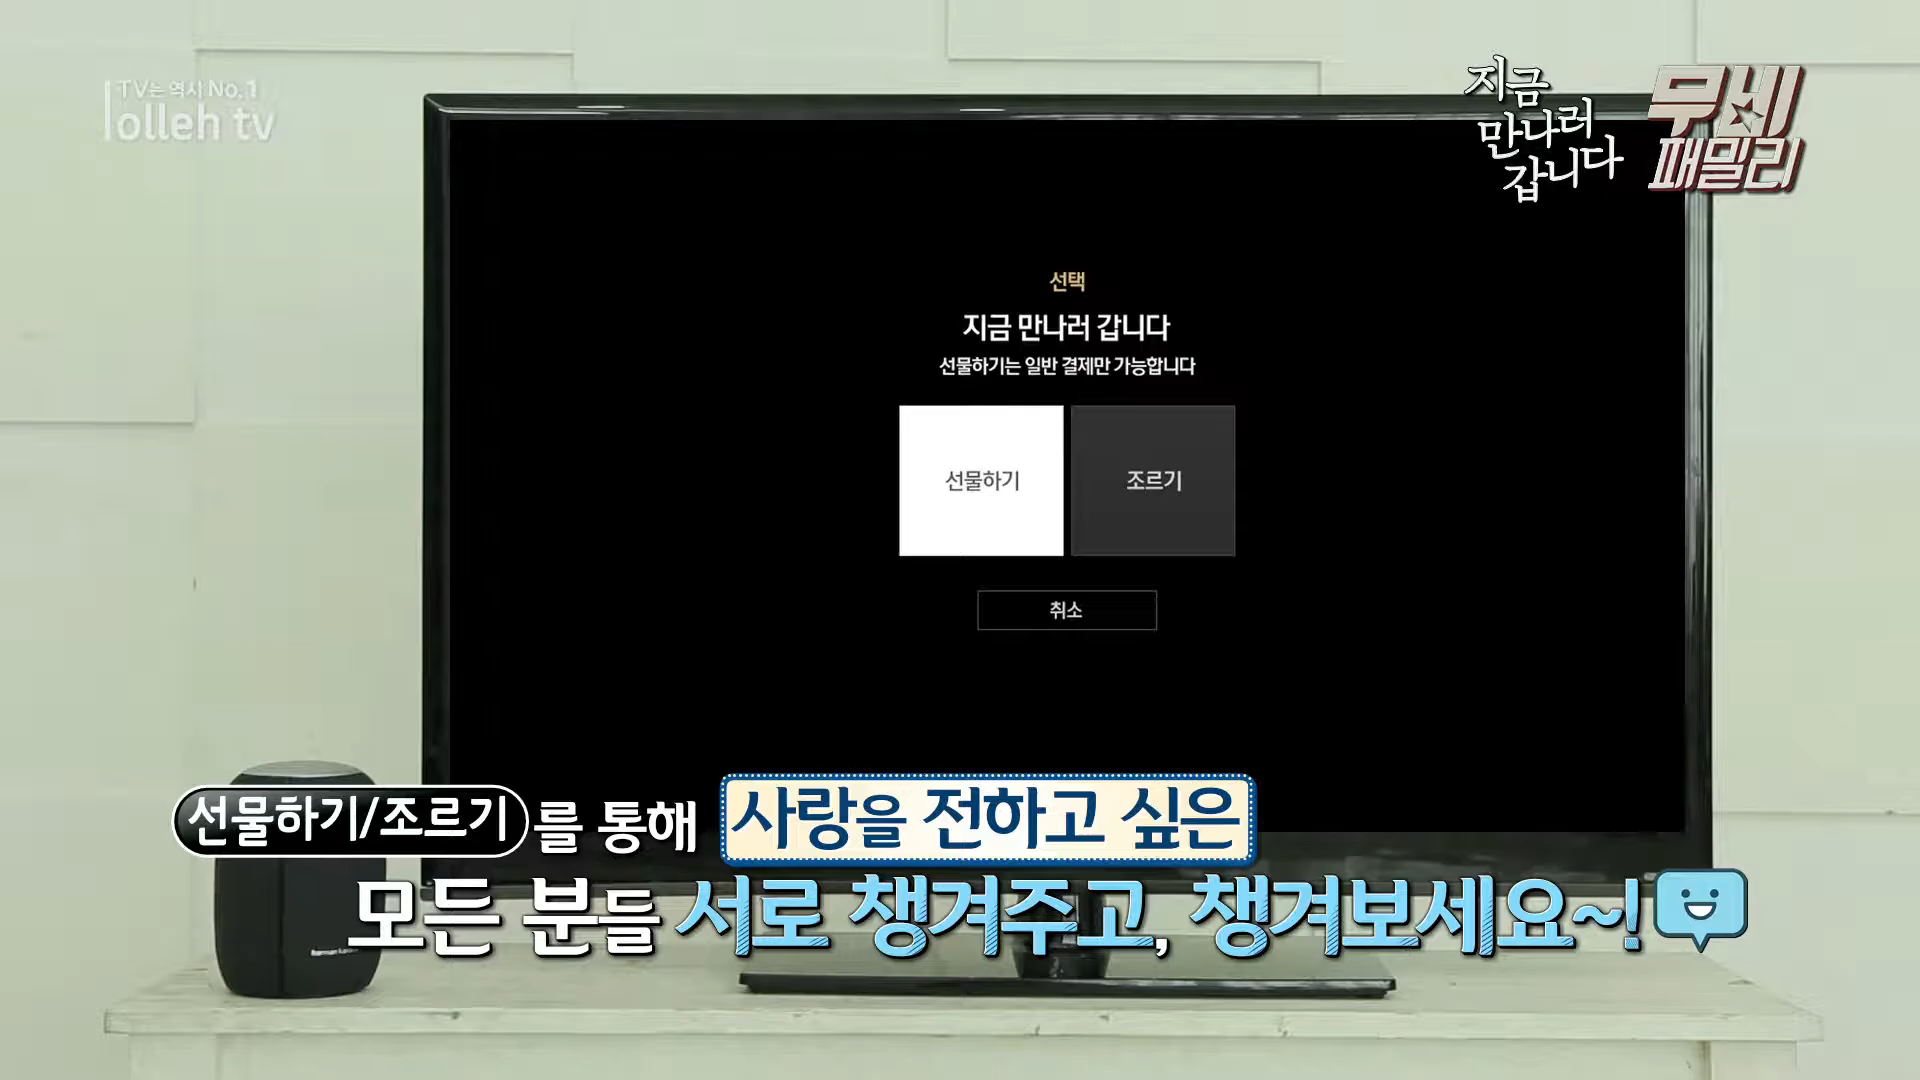 TV는 역시 No.1
olleh tv
지금
만나러
갑니다
무비
패밀리
선택
지금 만나러 갑니다
선물하기는 일반 결제만 가능합니다
선물하기
조르기
취소
선물하기/조르기를 통해 사랑을 전하고 싶은
모든 분들 서로 챙겨주고, 챙겨보세요~!
harman/kardon